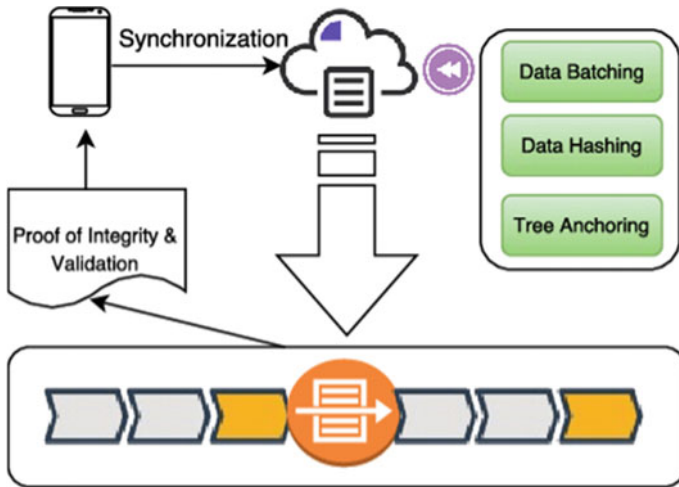 Synchronization
Data Batching
Data Hashing
Tree Anchoring
Proof of Integrity &
Validation